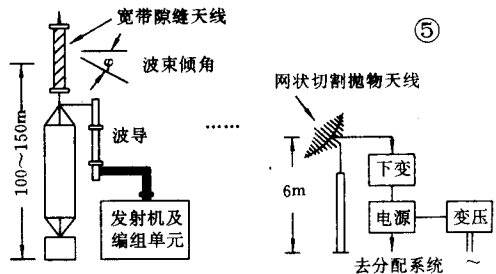 宽带隙缝天线
⑤
φ
波束倾角
100～150m
波导
……
发射机及
编组单元
网状切割抛物天线
6m
下变
电源
变压
～
去分配系统